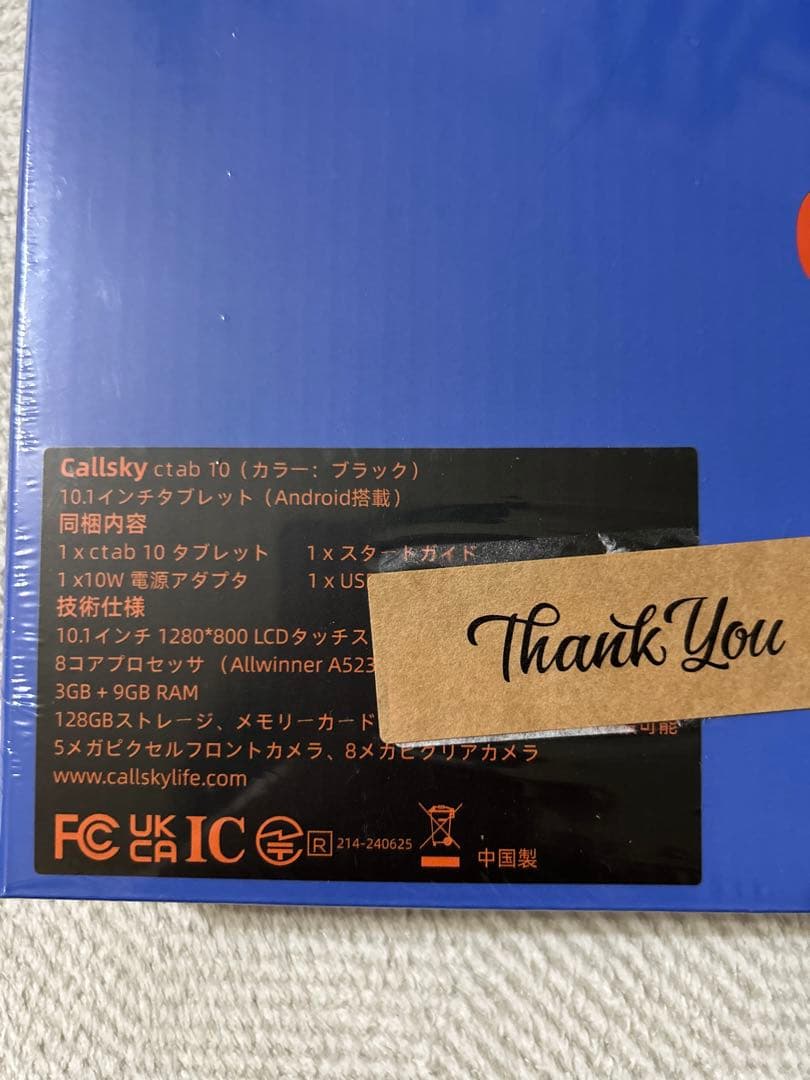 Callsky ctab 10（カラー：ブラック）
10.1インチタブレット（Android搭載）
同梱内容
1 x ctab 10 タブレット 1 x スタートガイド
1 x10W 電源アダプタ 1 x US
技術仕様
10.1インチ 1280*800 LCDタッチス
8コアプロセッサ （Allwinner A523
3GB + 9GB RAM
128GBストレージ、メモリーカード 可能
5メガピクセルフロントカメラ、8メガピクセルリアカメラ
www.callskylife.com
FC UK CA IC R 214-240625 中国製
Thank You